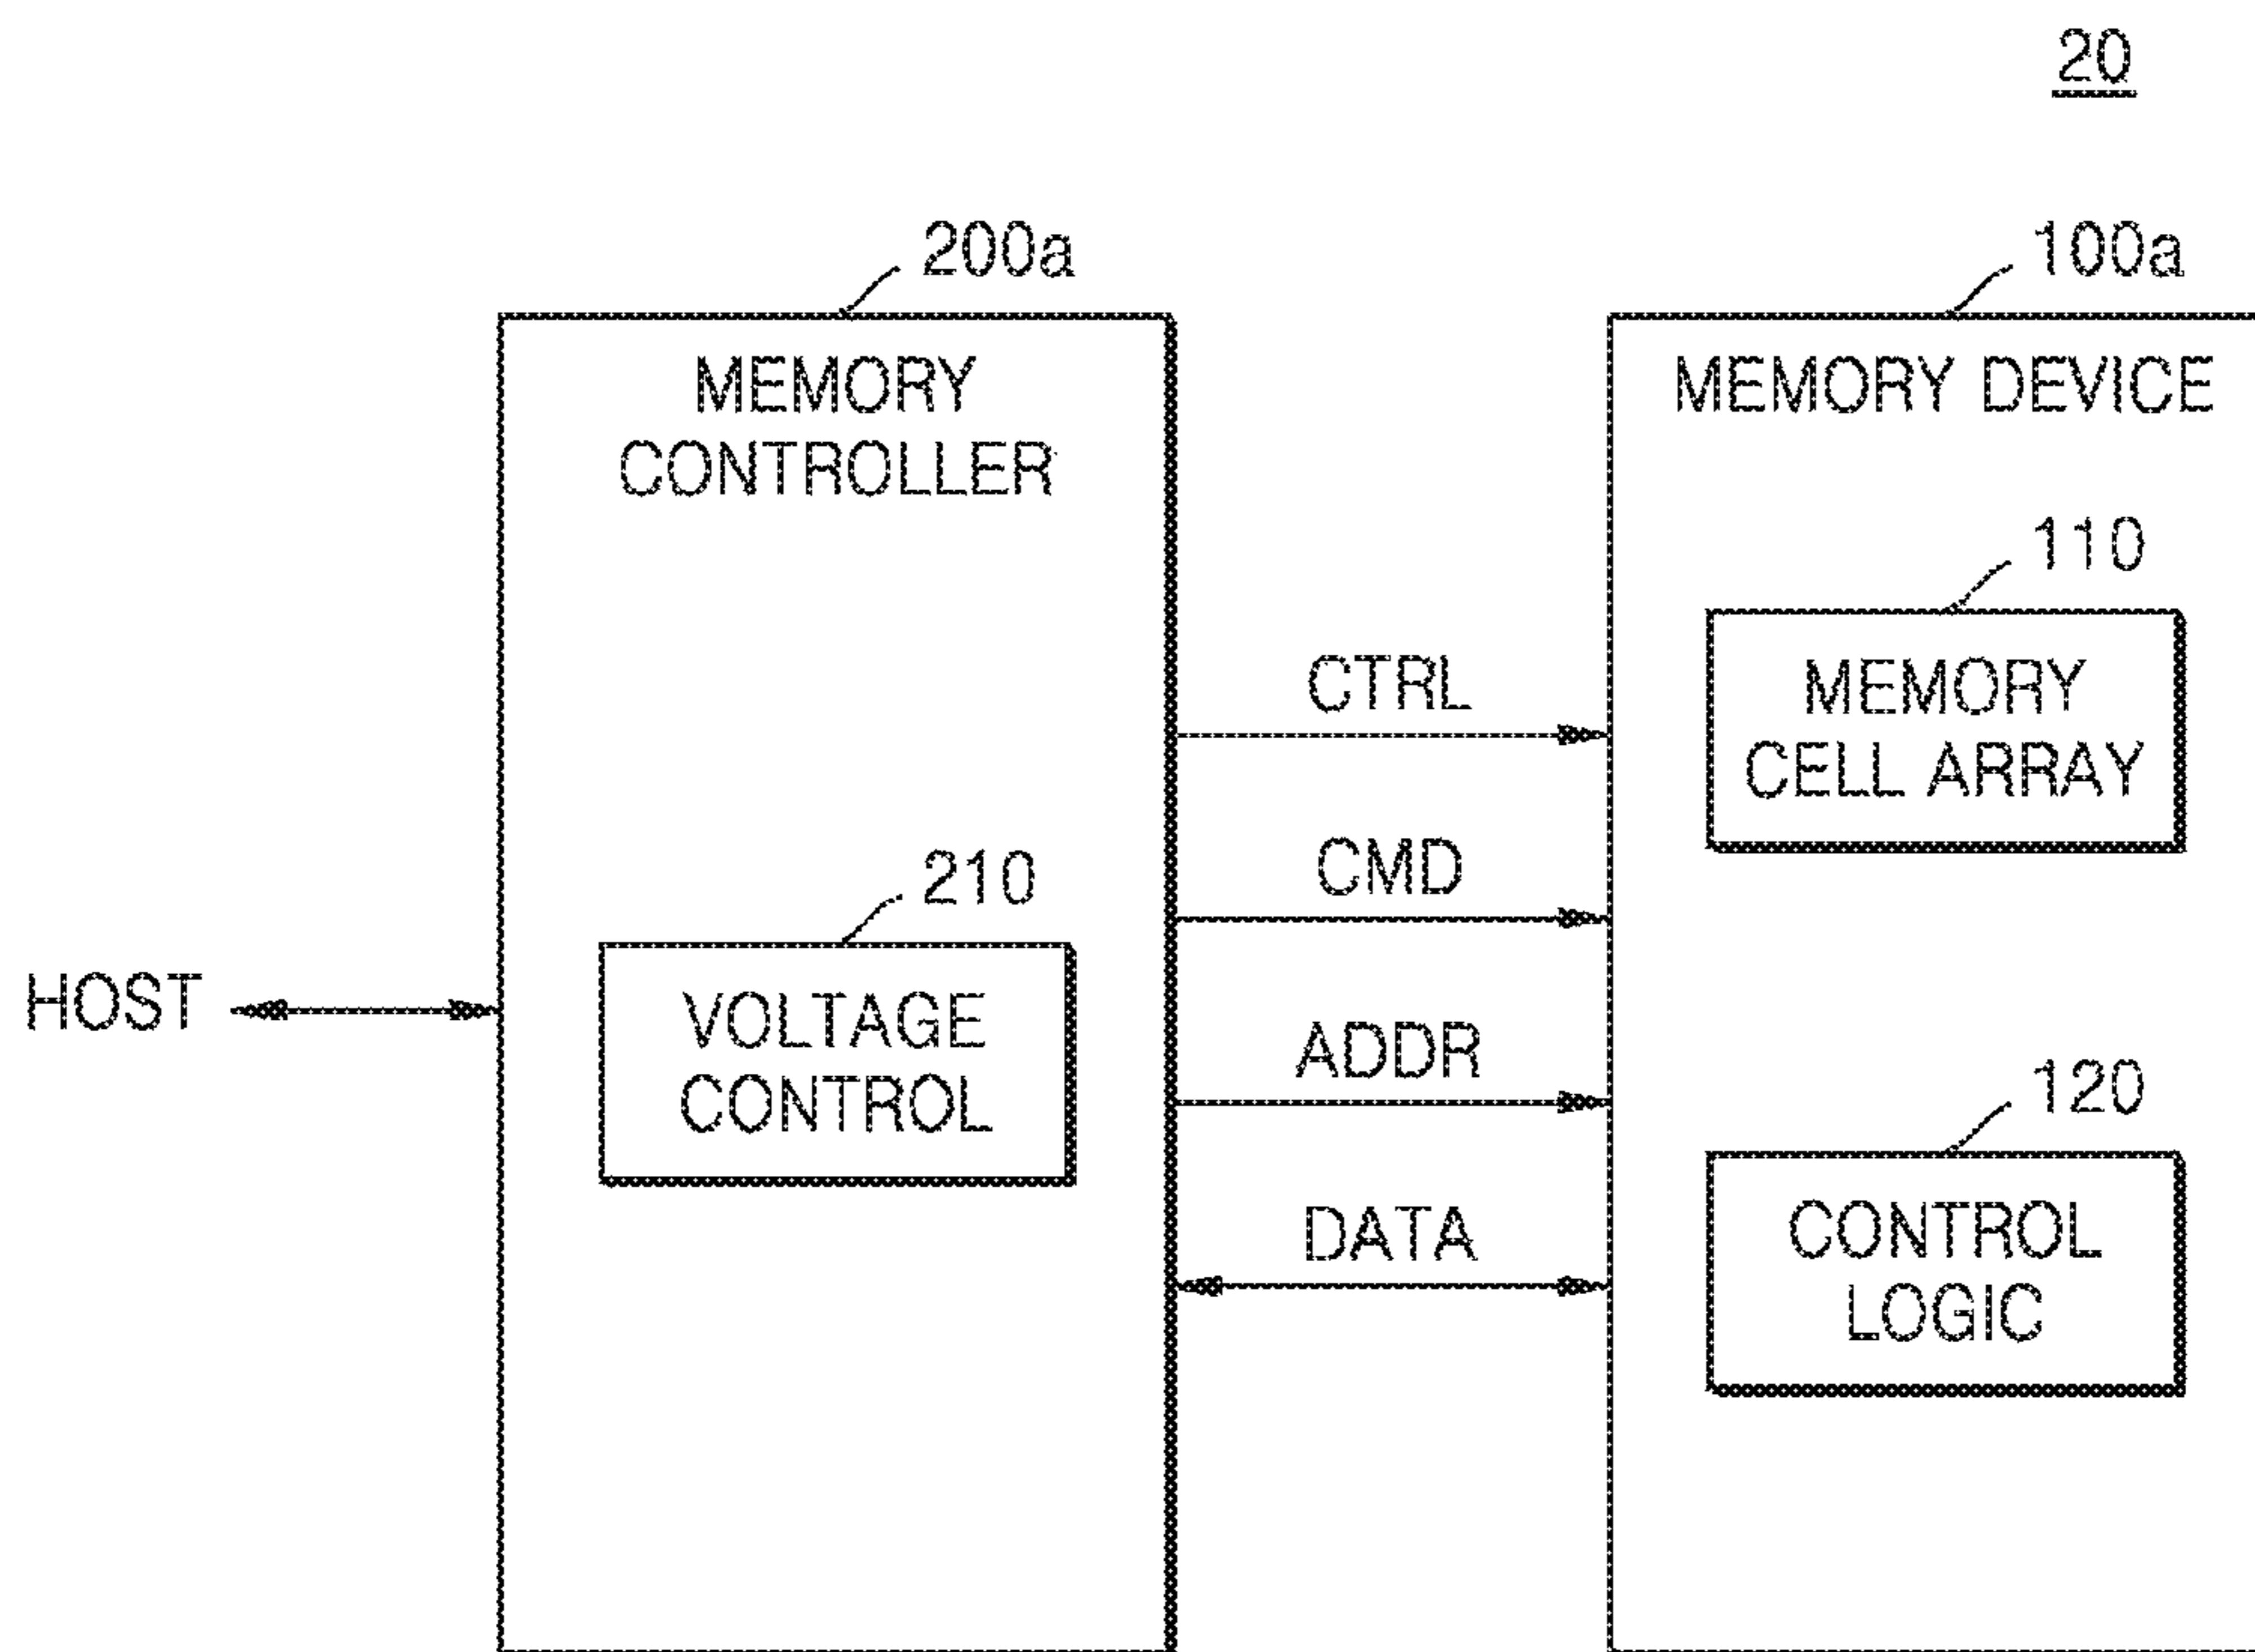 20
200a
100a
MEMORY
CONTROLLER
MEMORY DEVICE
110
MEMORY
CELL ARRAY
CTRL
CMD
210
HOST
VOLTAGE
CONTROL
ADDR
120
DATA
CONTROL
LOGIC